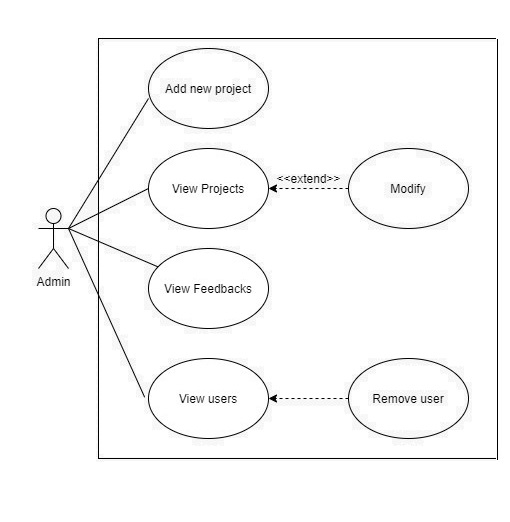 Add new project
<<extend>>
View Projects
Modify
Admin
View Feedbacks
View users
Remove user